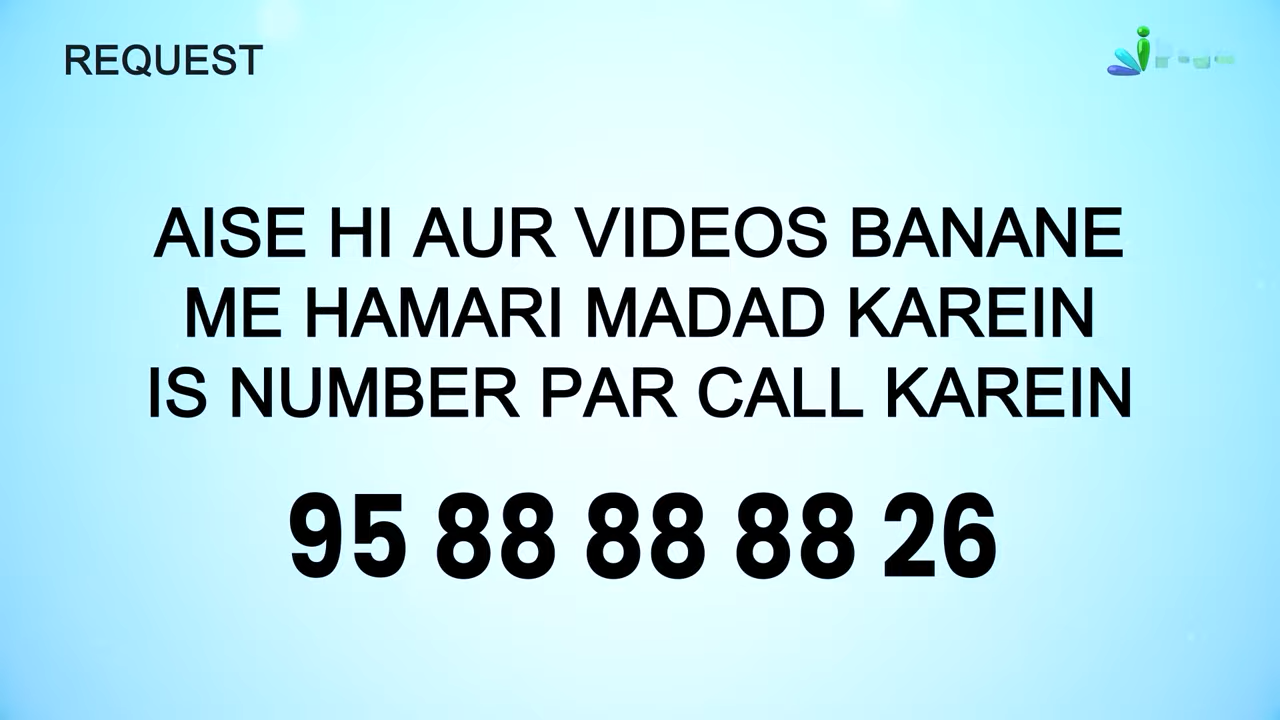 REQUEST
AISE HI AUR VIDEOS BANANE
ME HAMARI MADAD KAREIN
IS NUMBER PAR CALL KAREIN
95 88 88 88 26